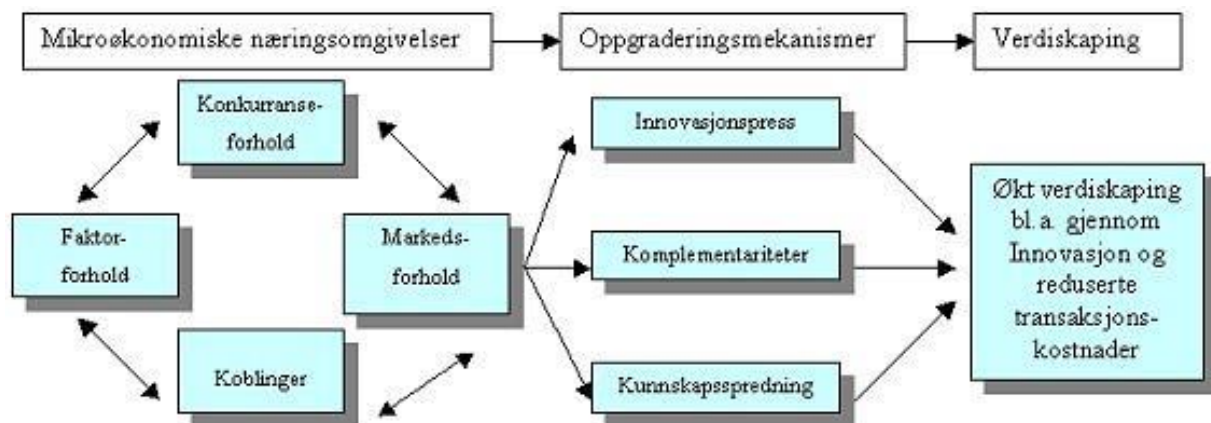 Mikroøkonomiske næringsomgivelser
Oppgraderingsmekanismer
Verdiskaping
Konkurranse-
forhold
Faktor-
forhold
Markeds-
forhold
Koblinger
Innovasjonspress
Komplementariteter
Kunnskapsspredning
Økt verdiskaping
bl.a. gjennom
Innovasjon og
reduserte
transaksjons-
kostnader